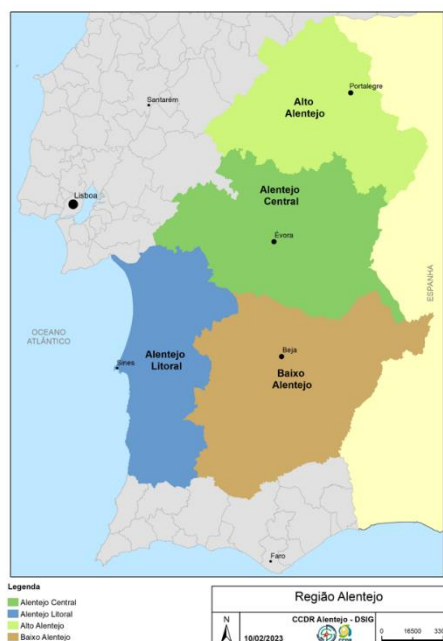 Santarém
Portalegre
Alto
Alentejo
Lisboa
Alentejo
Central
Évora
ESPANHA
OCEANO
ATLÂNTICO
Alentejo
Litoral
Sines
Beja
Baixo
Alentejo
Faro
Legenda
Alentejo Central
Alentejo Litoral
Alto Alentejo
Baixo Alentejo
Região Alentejo
N
CCDR Alentejo - DSIG
10/02/2023
0 16500